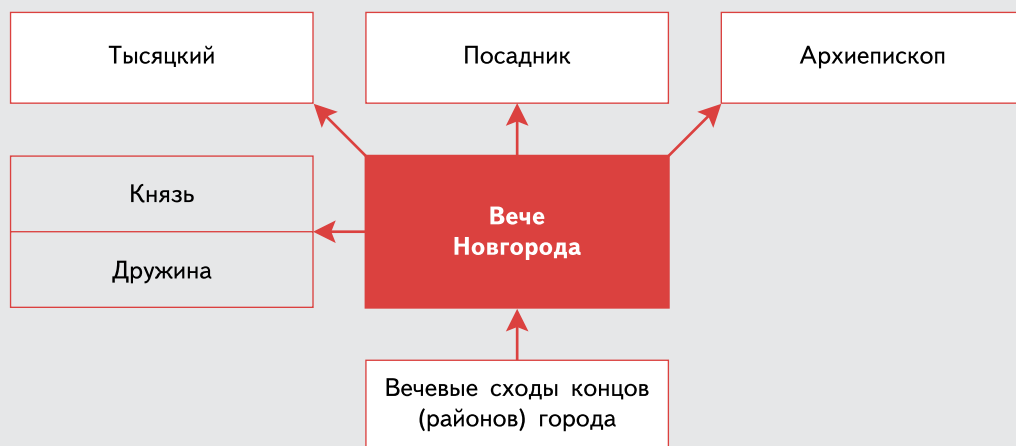 Тысяцкий
Посадник
Архиепископ
Князь
Дружина
Вече
Новгорода
Вечевые сходы концов
(районов) города